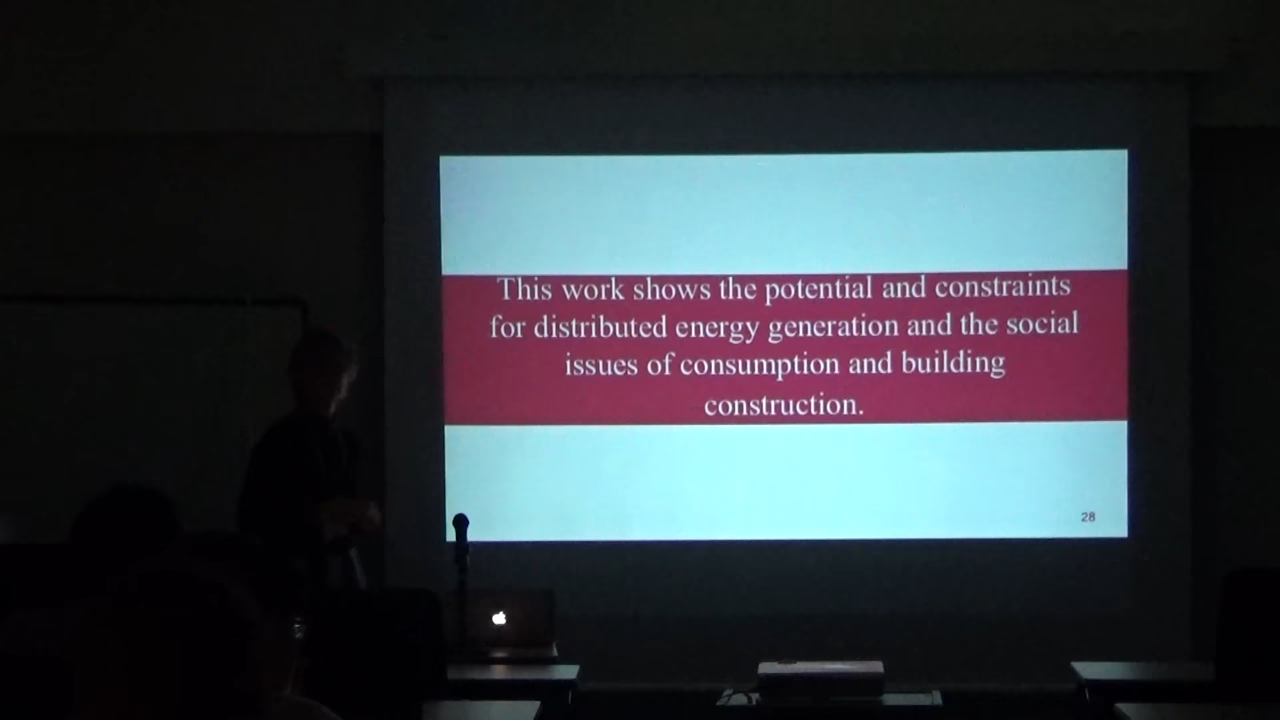 This work shows the potential and constraints
for distributed energy generation and the social
issues of consumption and building
construction.
28